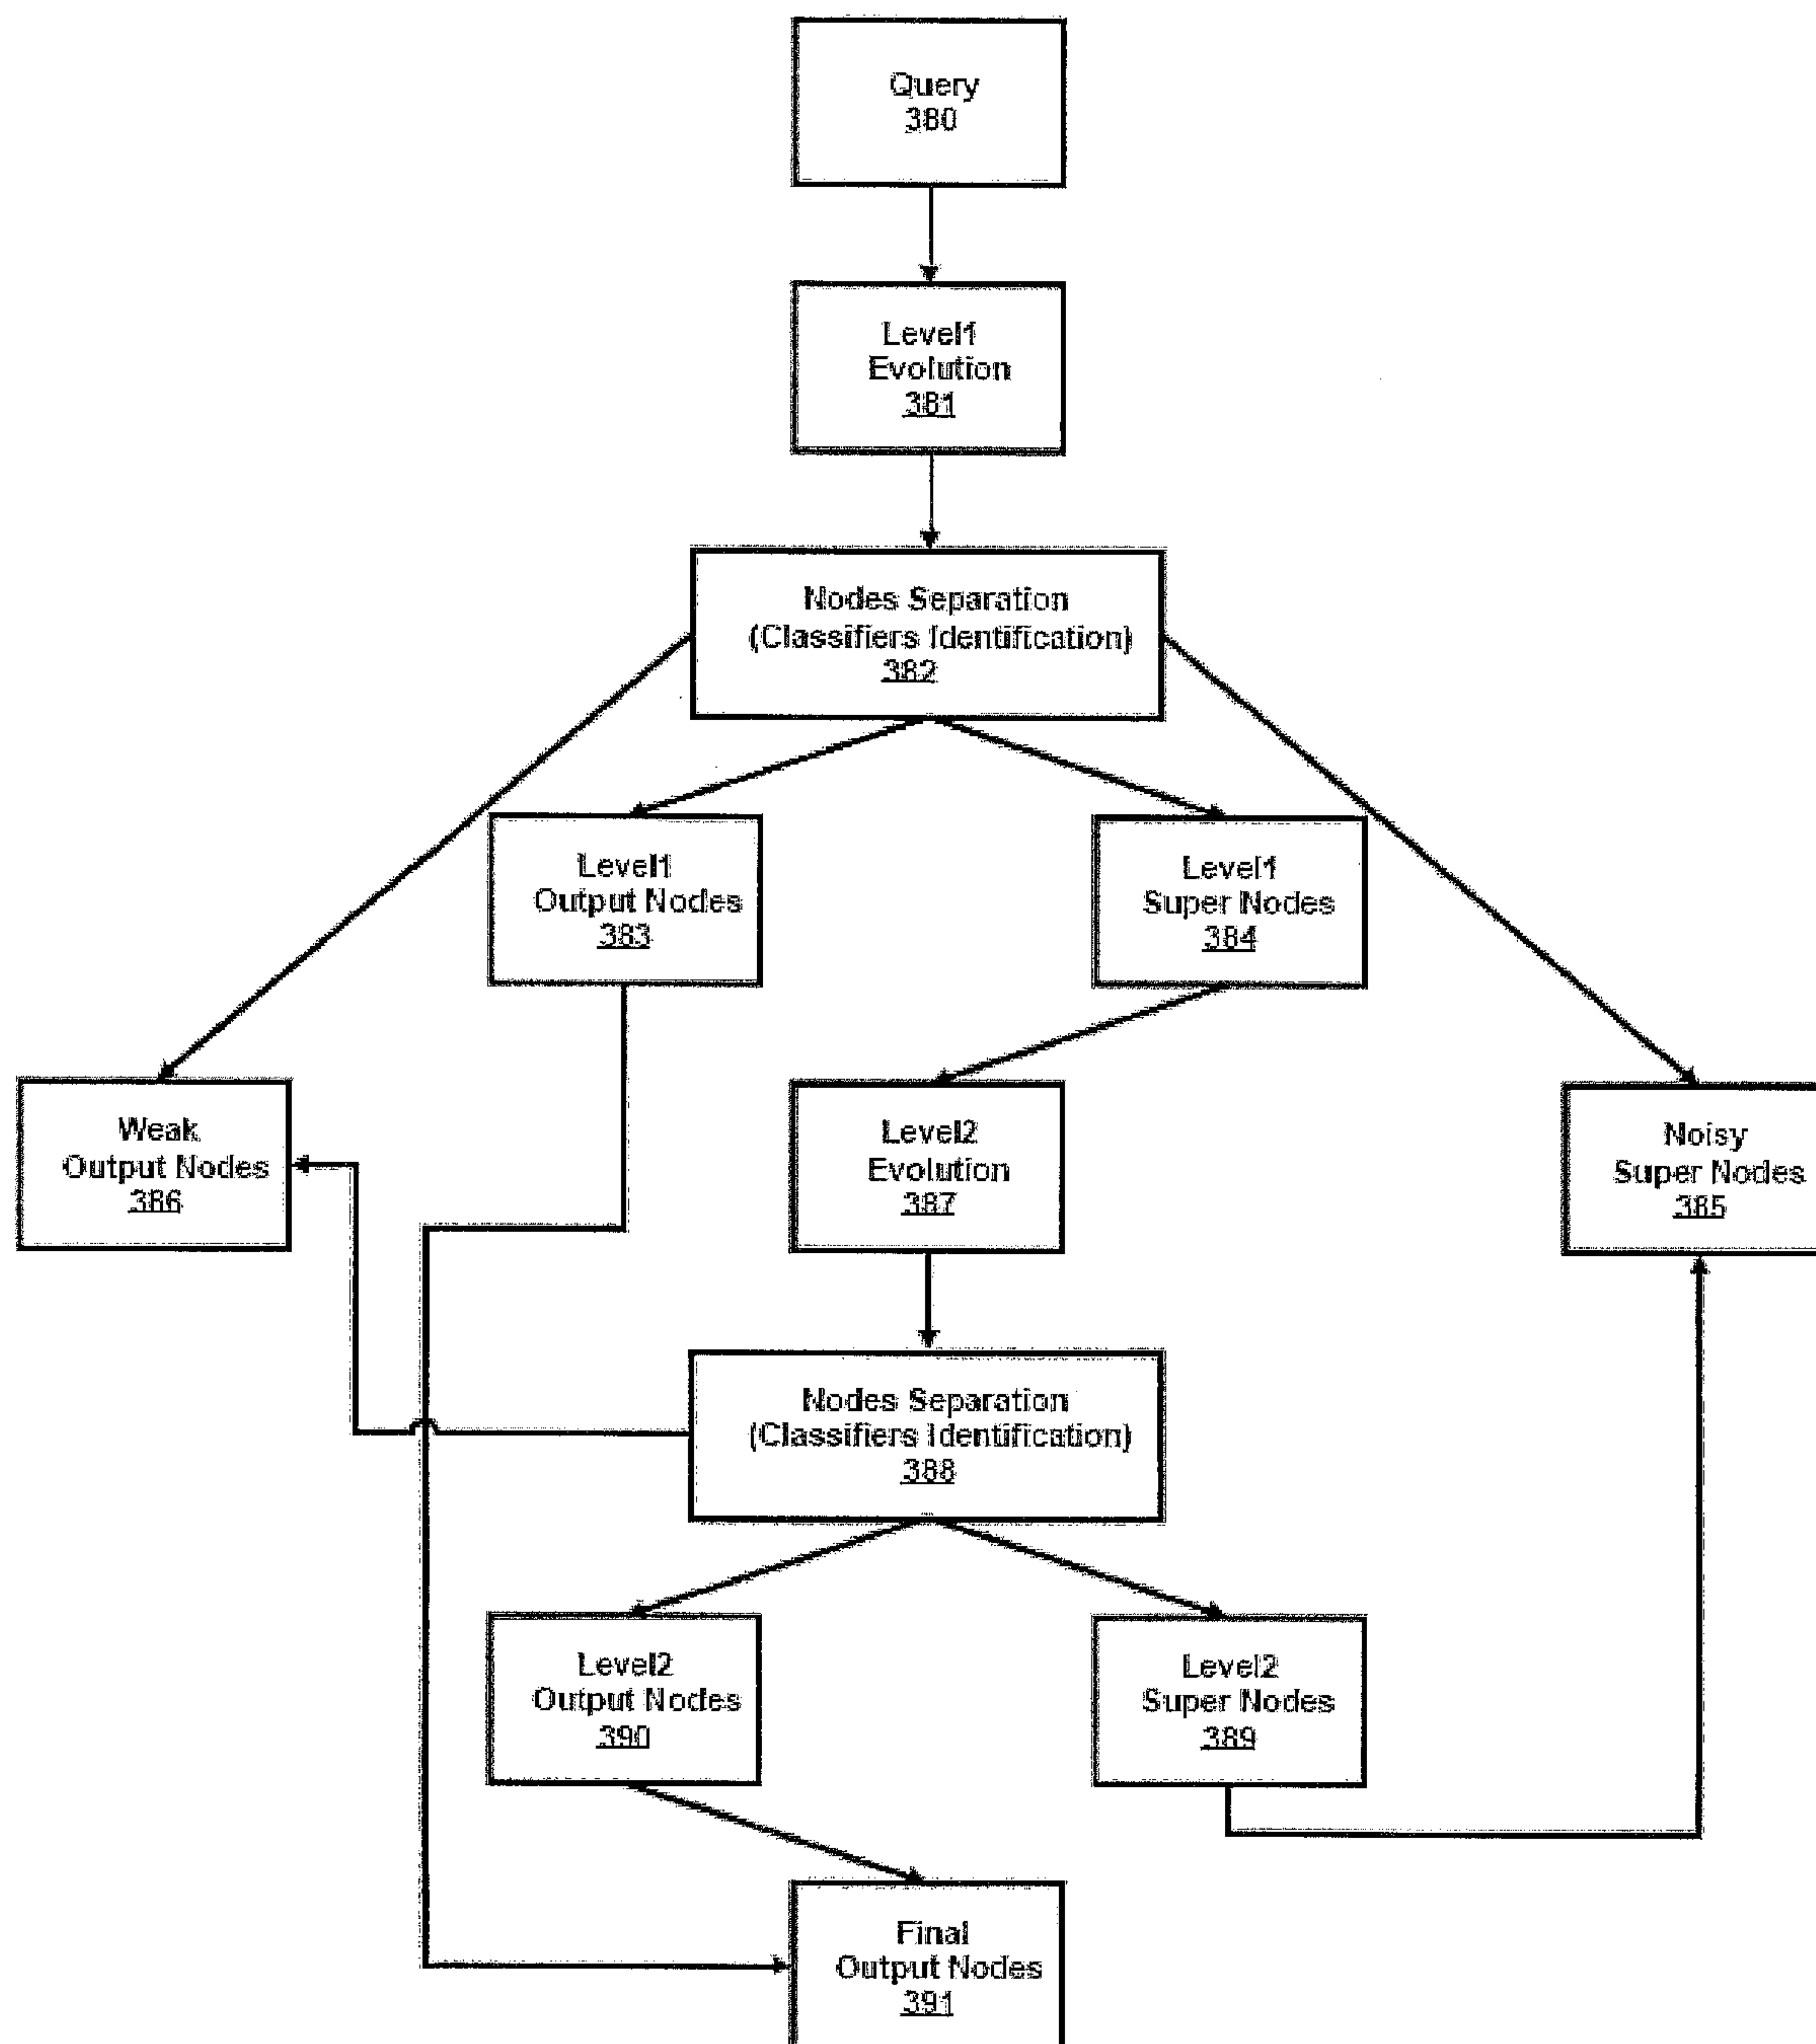 Query
380
Level1
Evolution
381
Nodes Separation
(Classifiers Identification)
382
Level1
Output Nodes
383
Level1
Super Nodes
384
Weak
Output Nodes
386
Level2
Evolution
387
Noisy
Super Nodes
385
Nodes Separation
(Classifiers Identification)
388
Level2
Output Nodes
390
Level2
Super Nodes
389
Final
Output Nodes
391